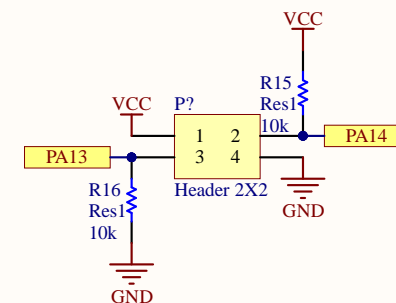 VCC
R15
Res1
10k
VCC
P?
1 2
3 4
PA14
PA13
R16
Res1
10k
Header 2X2
GND
GND